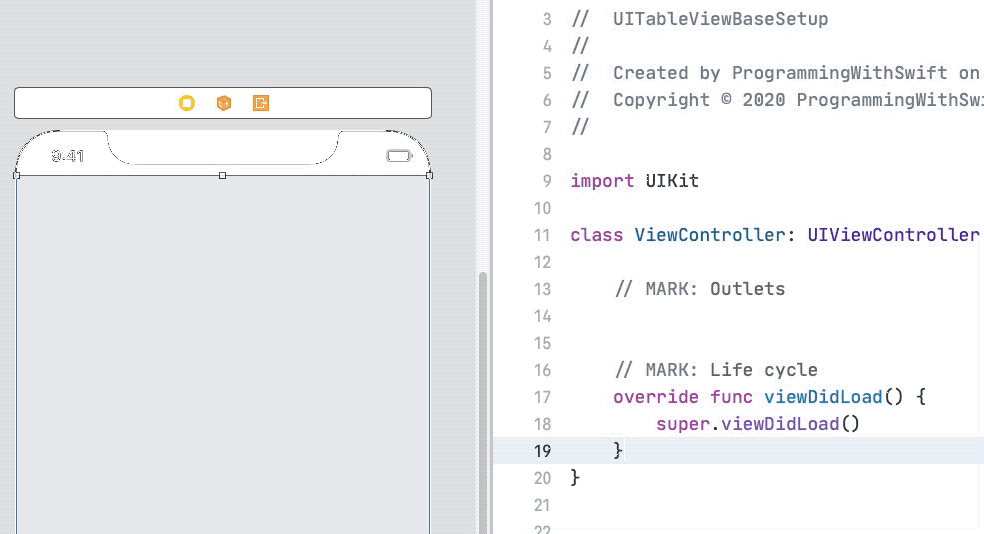 9:41
3 // UITableViewBaseSetup
4 //
5 // Created by ProgrammingWithSwift on
6 // Copyright © 2020 ProgrammingWithSwi
7 //
8
9 import UIKit
10
11 class ViewController: UIViewController
12
13 // MARK: Outlets
14
15
16 // MARK: Life cycle
17 override func viewDidLoad() {
18 super.viewDidLoad()
19 }
20 }
21
22